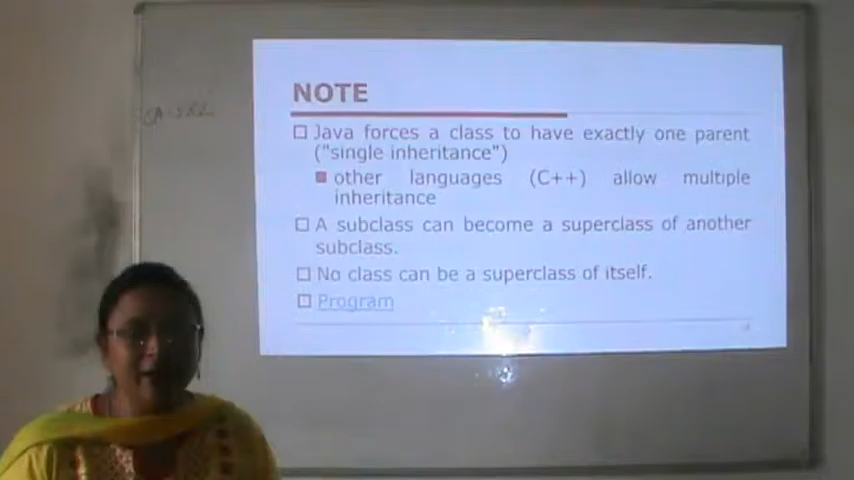 NOTE
Java forces a class to have exactly one parent
("single inheritance")
other languages (C++) allow multiple
inheritance
A subclass can become a superclass of another
subclass.
No class can be a superclass of itself.
Program